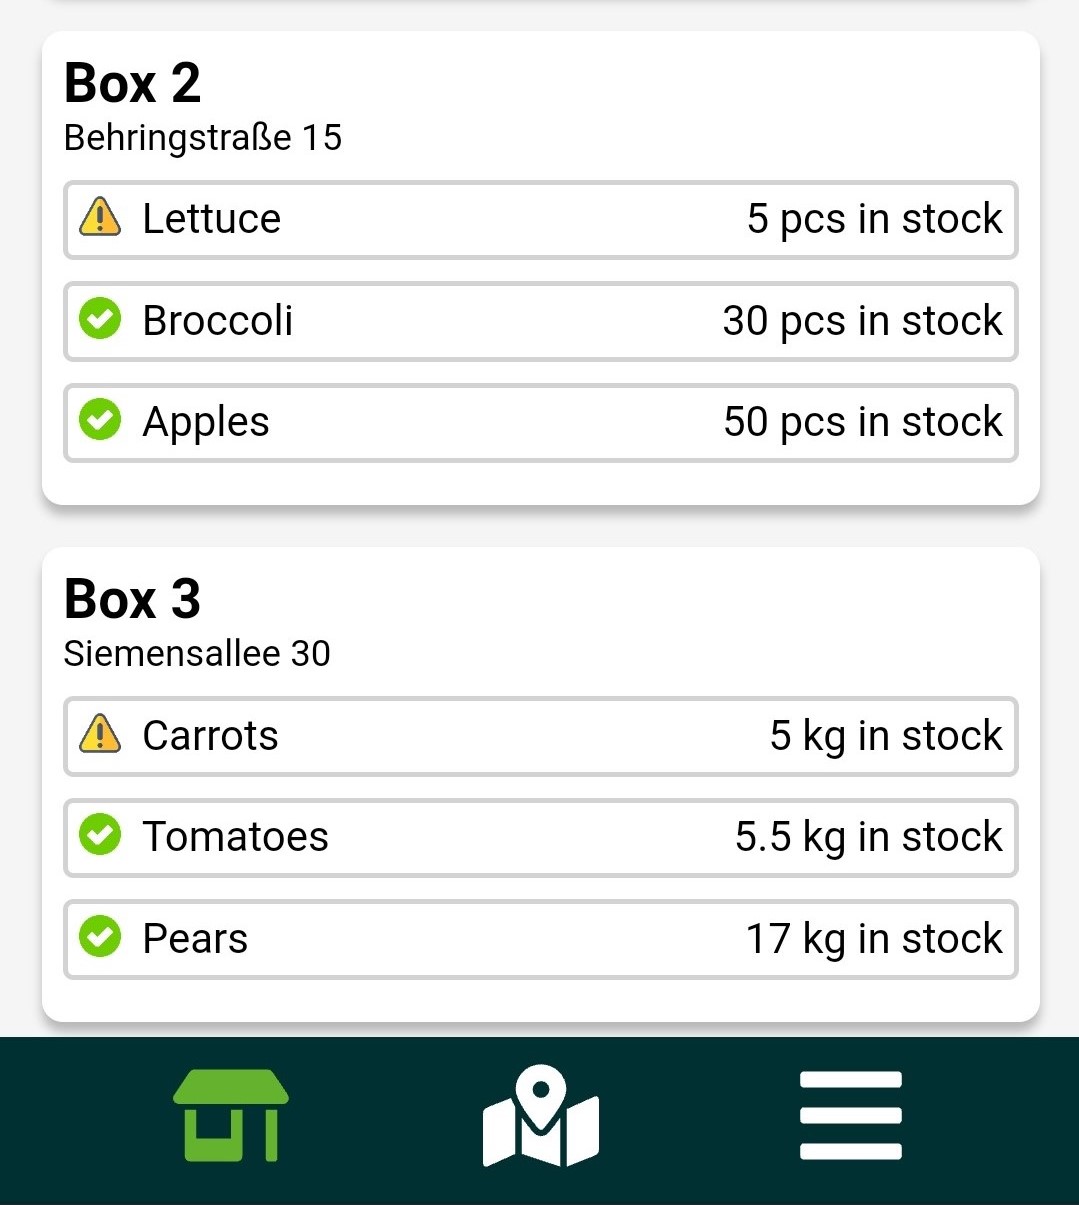 Box 2
Behringstraße 15
Lettuce 5 pcs in stock
Broccoli 30 pcs in stock
Apples 50 pcs in stock
Box 3
Siemensallee 30
Carrots 5 kg in stock
Tomatoes 5.5 kg in stock
Pears 17 kg in stock